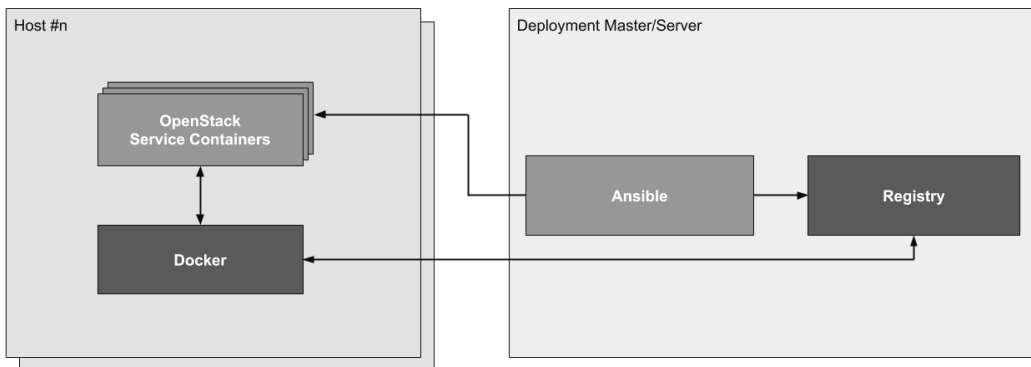 Host #n
Deployment Master/Server
OpenStack
Service Containers
Ansible
Registry
Docker